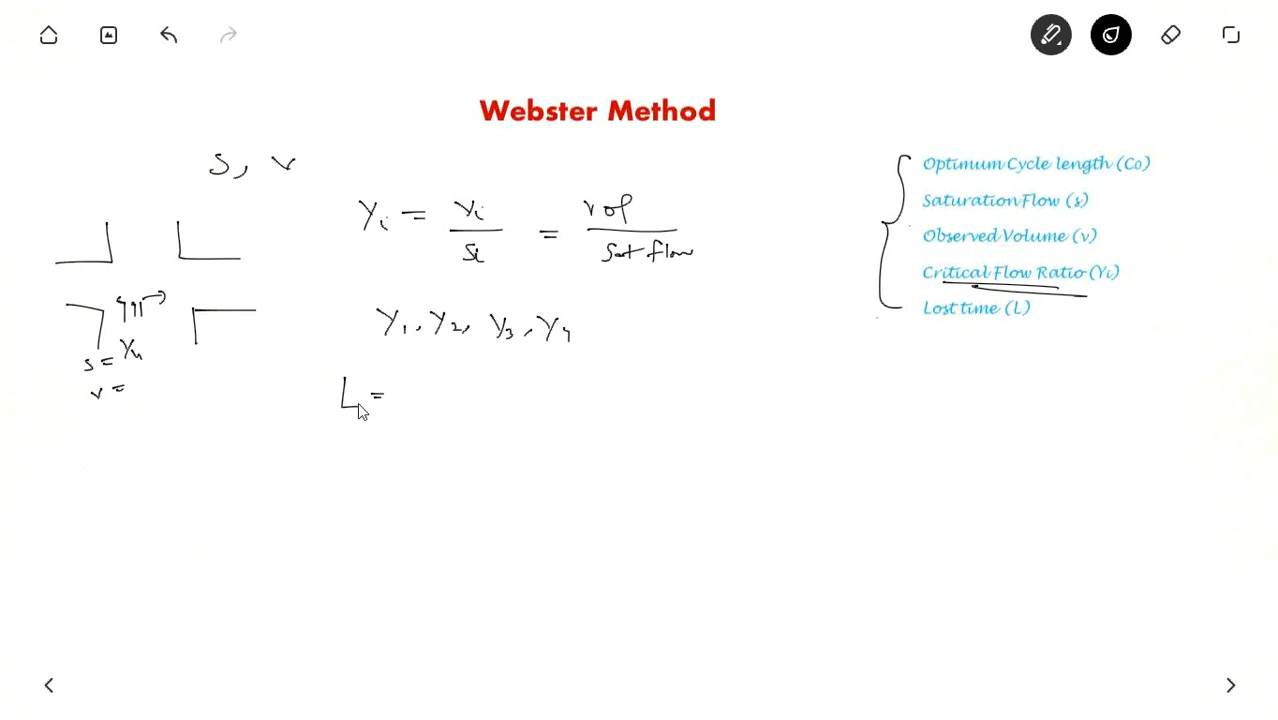 Webster Method
s, v
Yi = vi / si = vol / Sat flow
Y1, Y2, Y3, Y4
s =
v =
L =
Optimum Cycle length (Co)
Saturation Flow (s)
Observed Volume (v)
Critical Flow Ratio (Yi)
Lost time (L)